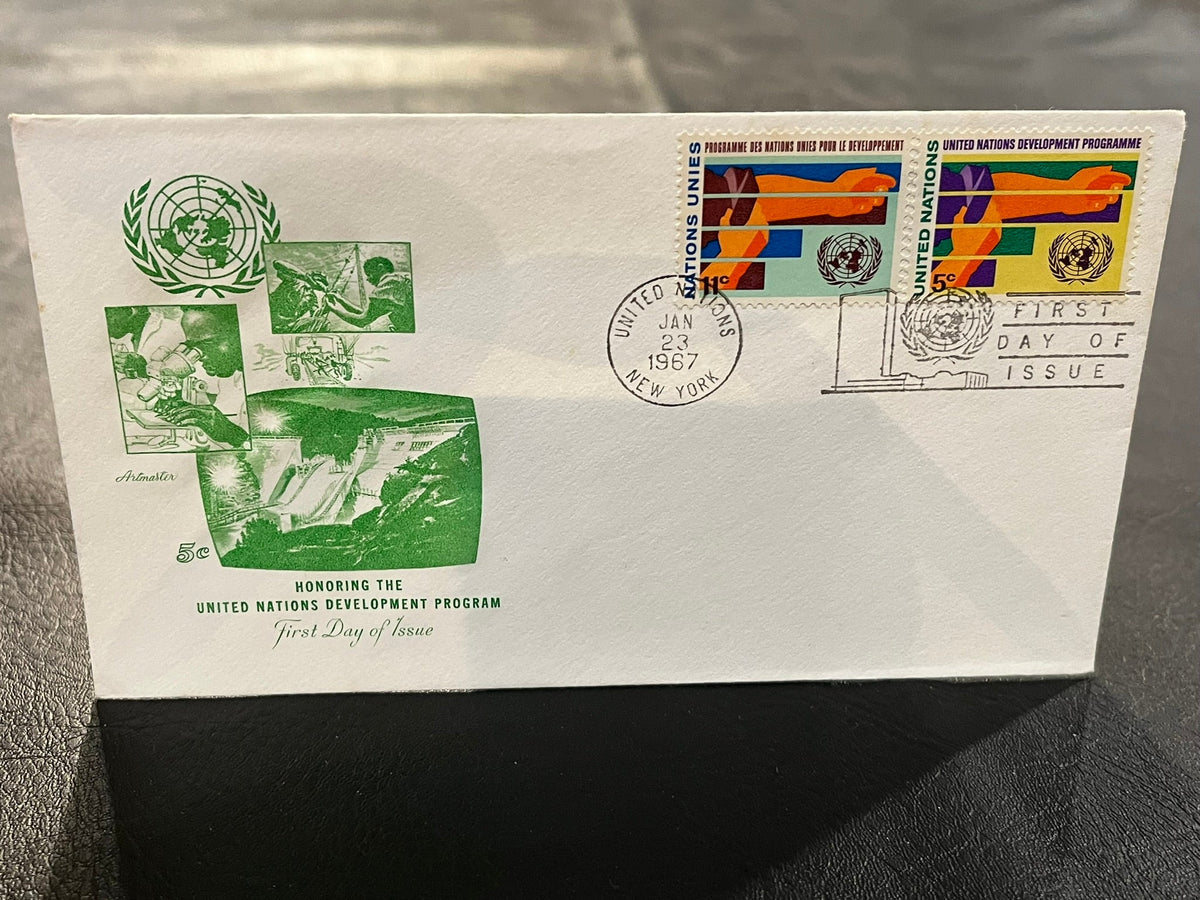 NATIONS UNIES
PROGRAMME DES NATIONS UNIES POUR LE DEVELOPPEMENT
11c
UNITED NATIONS
UNITED NATIONS DEVELOPMENT PROGRAMME
5c
UNITED NATIONS
JAN
23
1967
NEW YORK
FIRST
DAY OF
ISSUE
Artmaster
5c
HONORING THE
UNITED NATIONS DEVELOPMENT PROGRAM
First Day of Issue